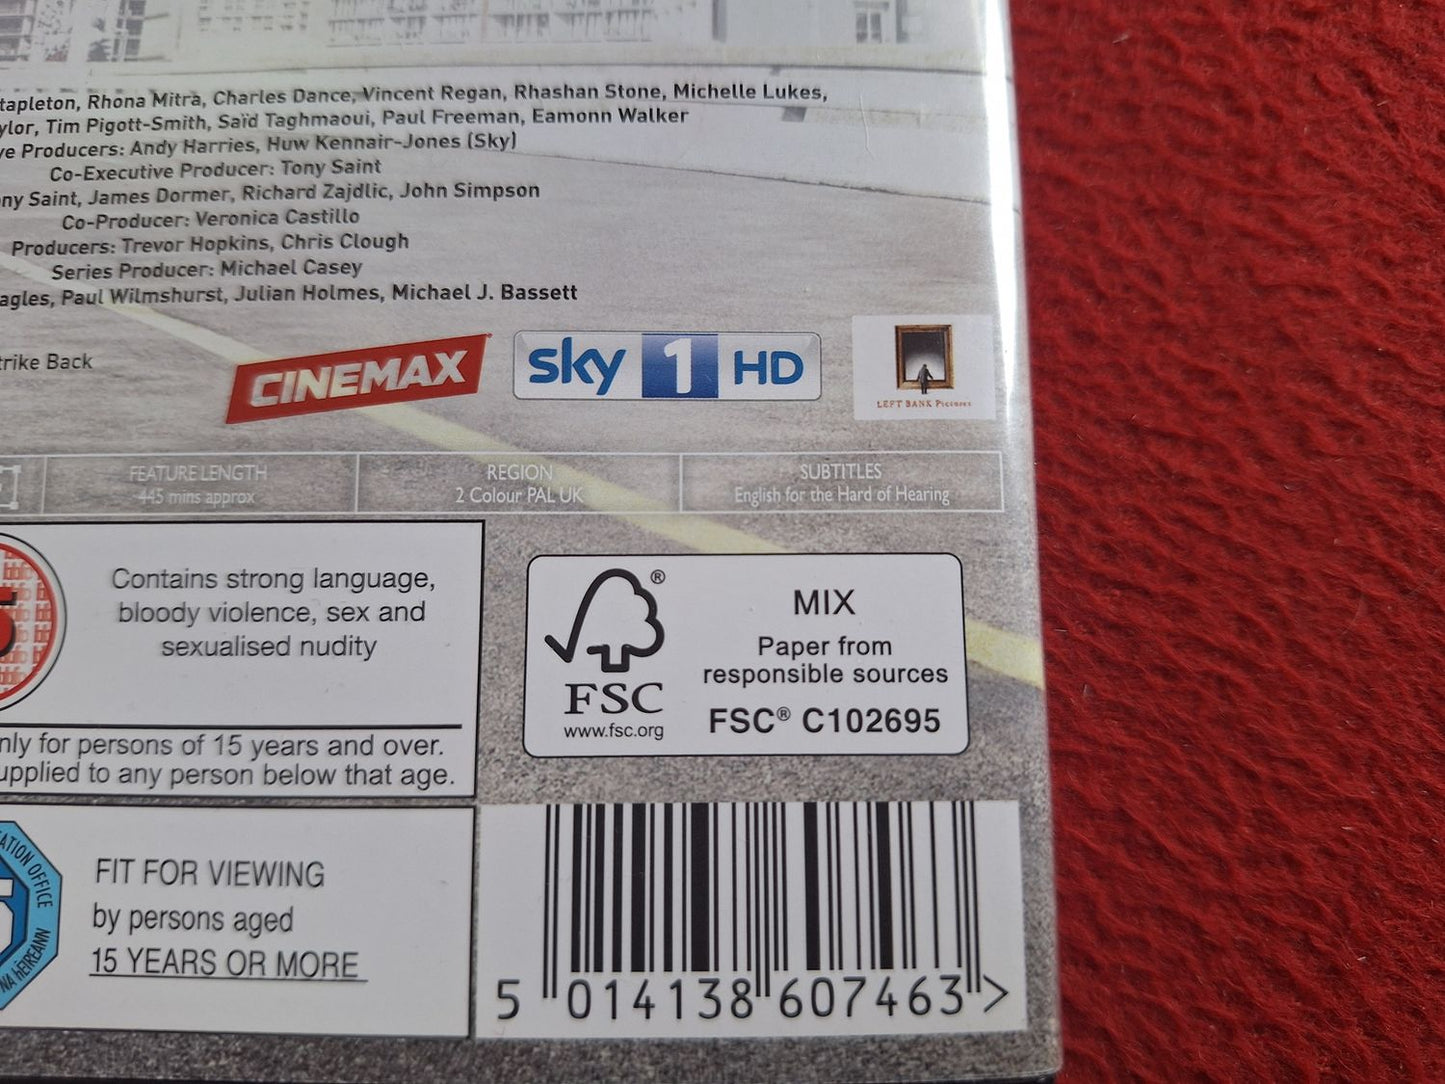 tapleton, Rhona Mitra, Charles Dance, Vincent Regan, Rhashan Stone, Michelle Lukes,
ylor, Tim Pigott-Smith, Saïd Taghmaoui, Paul Freeman, Eamonn Walker
ve Producers: Andy Harries, Huw Kennair-Jones (Sky)
Co-Executive Producer: Tony Saint
ny Saint, James Dormer, Richard Zajdlic, John Simpson
Co-Producer: Veronica Castillo
Producers: Trevor Hopkins, Chris Clough
Series Producer: Michael Casey
agles, Paul Wilmshurst, Julian Holmes, Michael J. Bassett
trike Back
CINEMAX
sky 1 HD
LEFT BANK Pictures
FEATURE LENGTH
445 mins approx
REGION
2 Colour PAL UK
SUBTITLES
English for the Hard of Hearing
5
Contains strong language,
bloody violence, sex and
sexualised nudity
nly for persons of 15 years and over.
upplied to any person below that age.
®
FSC
www.fsc.org
MIX
Paper from
responsible sources
FSC® C102695
ATION OFFICE
NA hÉIREANN
5
FIT FOR VIEWING
by persons aged
15 YEARS OR MORE
5 014138 607463 >